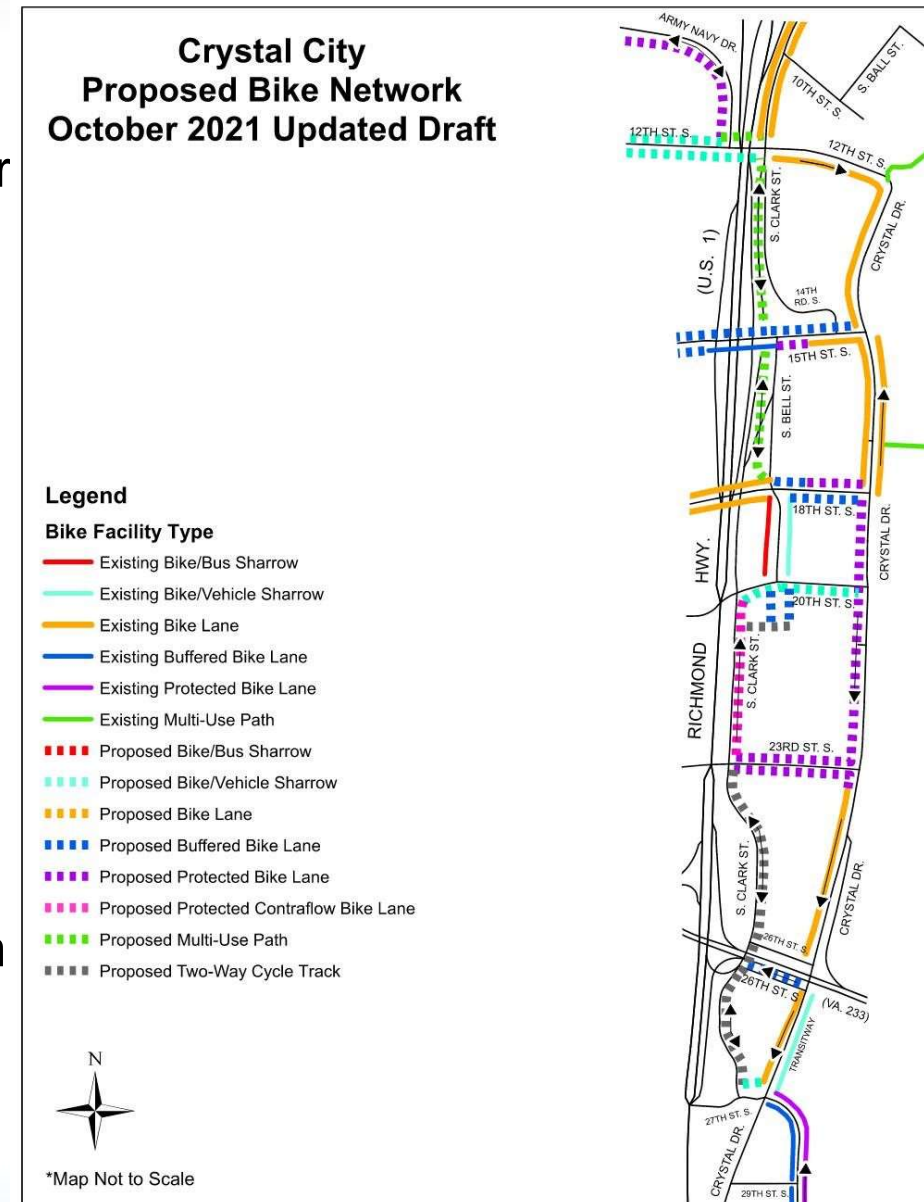 Crystal City
Proposed Bike Network
October 2021 Updated Draft
r
n
ARMY NAVY DR.
S. BALL ST.
10TH ST. S.
12TH ST. S.
12TH ST. S.
S. CLARK ST.
CRYSTAL DR.
(U.S. 1)
14TH
RD. S.
15TH ST. S.
S. BELL ST.
18TH ST. S.
CRYSTAL DR.
HWY.
20TH ST. S.
S. CLARK ST.
RICHMOND
23RD ST. S.
S. CLARK ST.
CRYSTAL DR.
26TH ST. S.
26TH ST. S
(VA. 233)
TRANSITWAY
27TH ST. S.
CRYSTAL DR.
29TH ST. S.
Legend
Bike Facility Type
Existing Bike/Bus Sharrow
Existing Bike/Vehicle Sharrow
Existing Bike Lane
Existing Buffered Bike Lane
Existing Protected Bike Lane
Existing Multi-Use Path
Proposed Bike/Bus Sharrow
Proposed Bike/Vehicle Sharrow
Proposed Bike Lane
Proposed Buffered Bike Lane
Proposed Protected Bike Lane
Proposed Protected Contraflow Bike Lane
Proposed Multi-Use Path
Proposed Two-Way Cycle Track
N
*Map Not to Scale